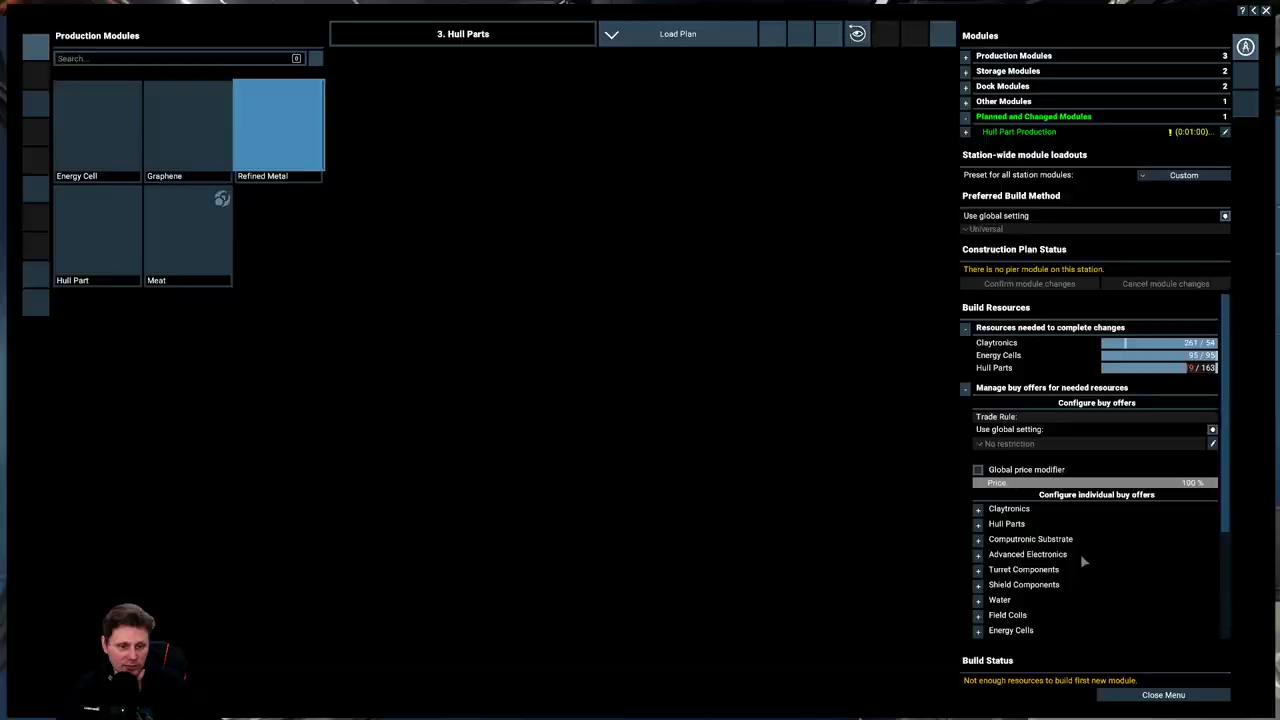 Production Modules
Search...
Energy Cell
Graphene
Refined Metal
Hull Part
Meat
3. Hull Parts
Load Plan
Modules
Production Modules 3
Storage Modules 2
Dock Modules 2
Other Modules 1
Planned and Changed Modules 1
Hull Part Production ! (0:01:00)...
Station-wide module loadouts
Preset for all station modules: Custom
Preferred Build Method
Use global setting
Universal
Construction Plan Status
There is no pier module on this station.
Confirm module changes Cancel module changes
Build Resources
Resources needed to complete changes
Claytronics 261 / 54
Energy Cells 95 / 95
Hull Parts 9 / 163
Manage buy offers for needed resources
Configure buy offers
Trade Rule:
Use global setting:
No restriction
Global price modifier
Price 100 %
Configure individual buy offers
Claytronics
Hull Parts
Computronic Substrate
Advanced Electronics
Turret Components
Shield Components
Water
Field Coils
Energy Cells
Build Status
Not enough resources to build first new module.
Close Menu